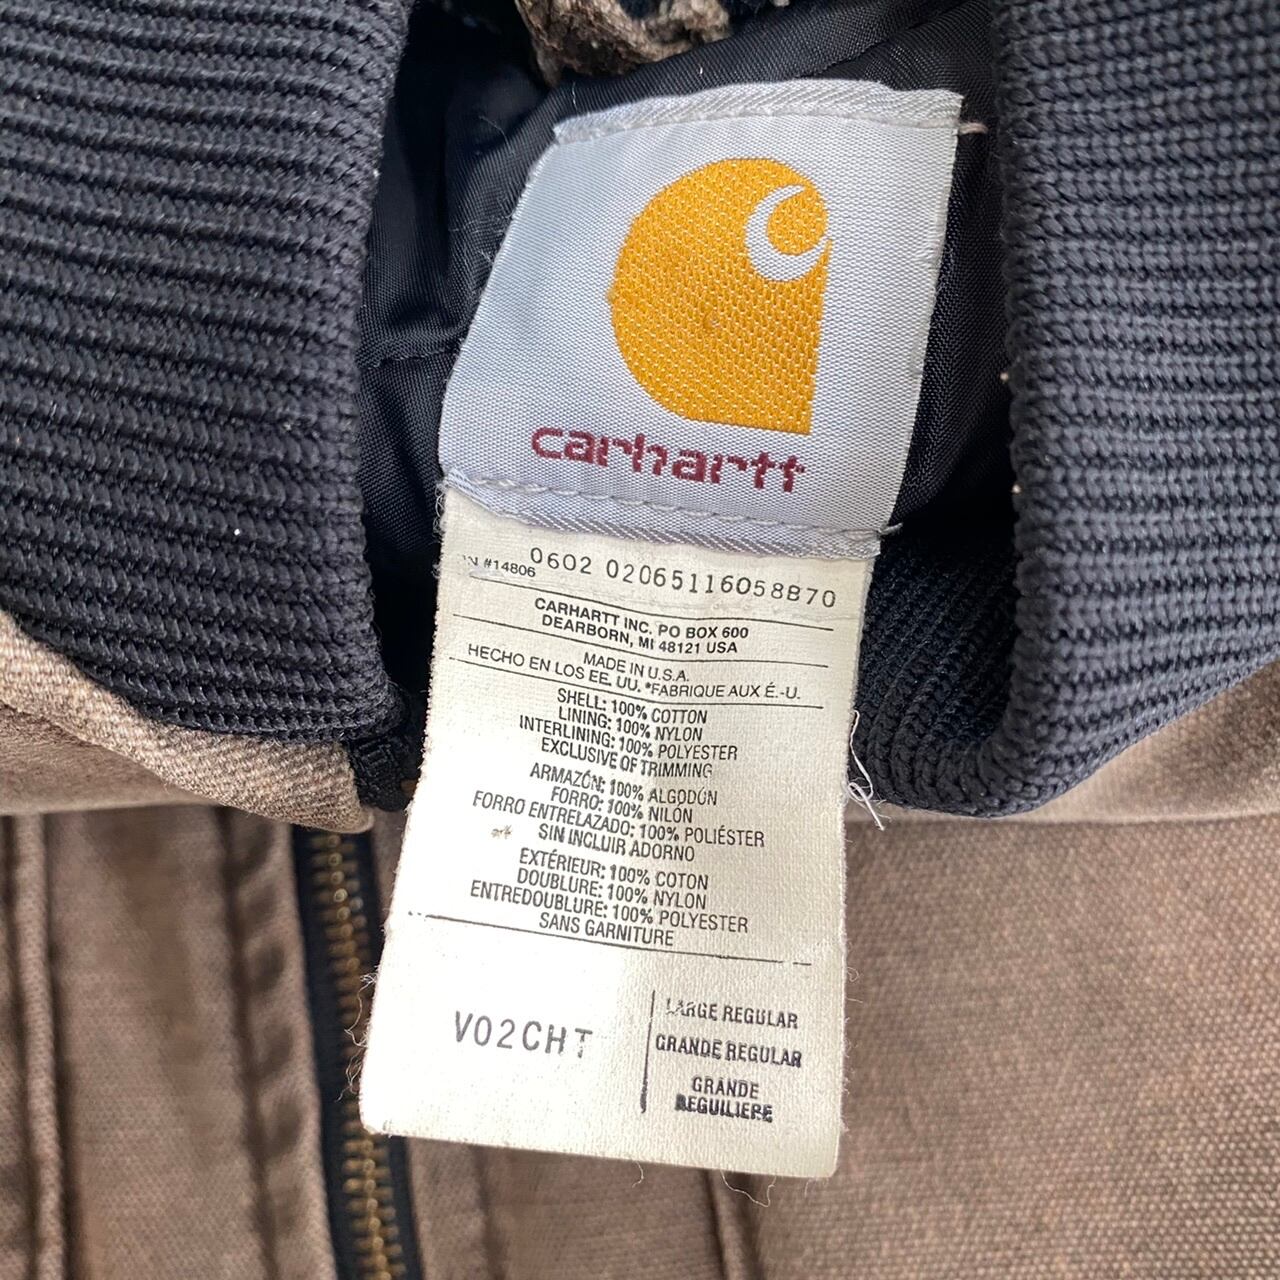 carhartt
0602 02065116058B70
#14806
CARHARTT INC. PO BOX 600
DEARBORN, MI 48121 USA
MADE IN U.S.A.
HECHO EN LOS EE. UU. *FABRIQUE AUX É.-U.
SHELL: 100% COTTON
LINING: 100% NYLON
INTERLINING: 100% POLYESTER
EXCLUSIVE OF TRIMMING
ARMAZÓN: 100% ALGODÓN
FORRO: 100% NILÓN
FORRO ENTRELAZADO: 100% POLIÉSTER
SIN INCLUIR ADORNO
EXTÉRIEUR: 100% COTON
DOUBLURE: 100% NYLON
ENTREDOUBLURE: 100% POLYESTER
SANS GARNITURE
V02CHT
LARGE REGULAR
GRANDE REGULAR
GRANDE
REGUILIERE